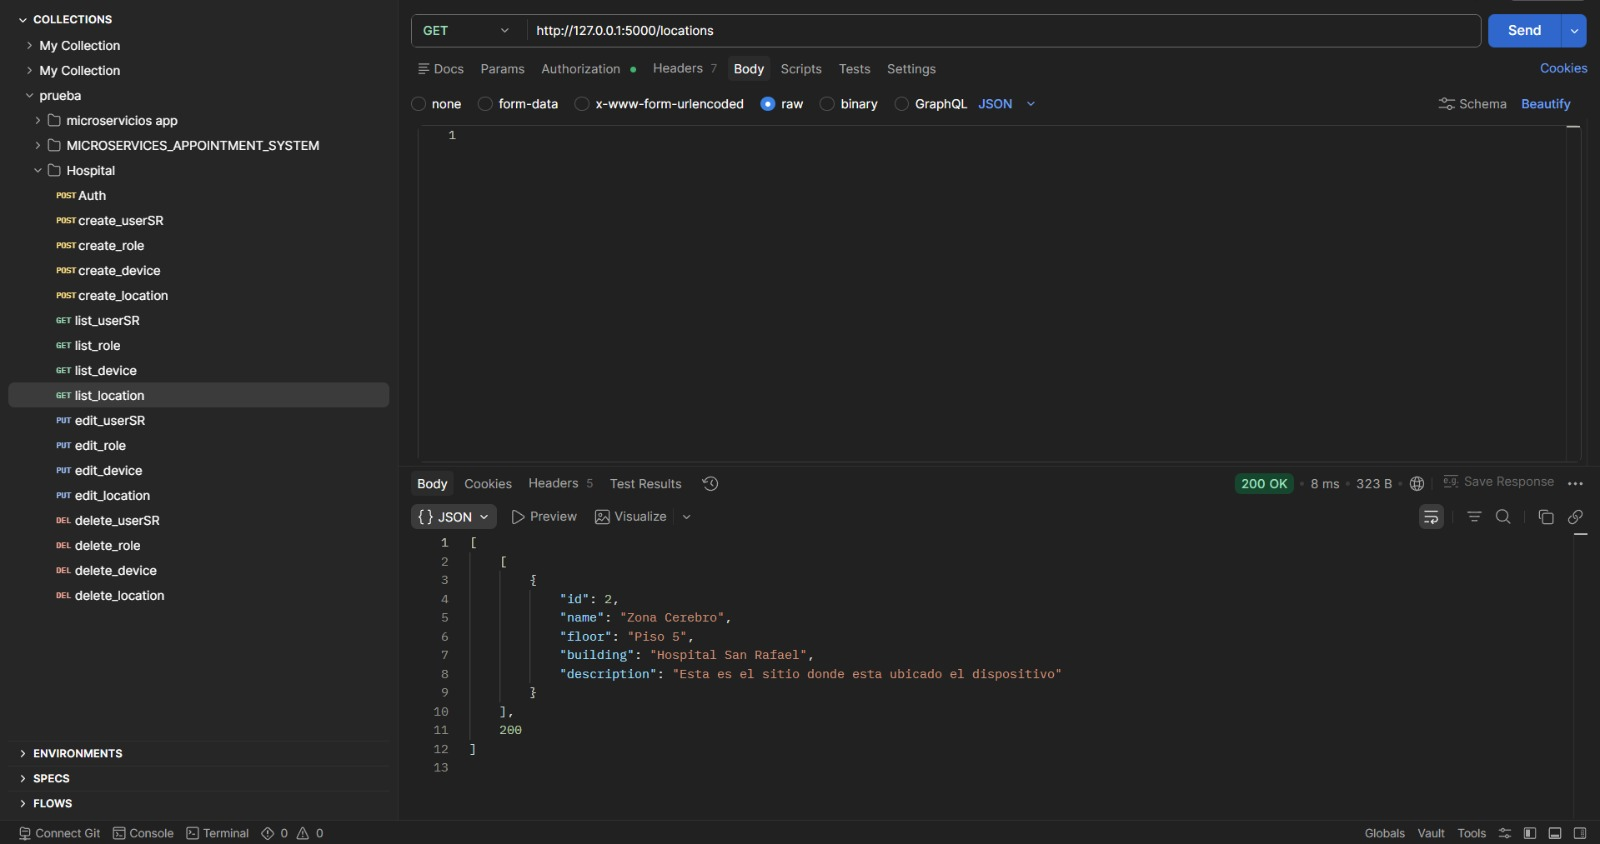 COLLECTIONS
My Collection
My Collection
prueba
microservicios app
MICROSERVICES_APPOINTMENT_SYSTEM
Hospital
POST Auth
POST create_userSR
POST create_role
POST create_device
POST create_location
GET list_userSR
GET list_role
GET list_device
GET list_location
PUT edit_userSR
PUT edit_role
PUT edit_device
PUT edit_location
DEL delete_userSR
DEL delete_role
DEL delete_device
DEL delete_location
ENVIRONMENTS
SPECS
FLOWS
GET http://127.0.0.1:5000/locations Send
Docs Params Authorization Headers 7 Body Scripts Tests Settings Cookies
none form-data x-www-form-urlencoded raw binary GraphQL JSON Schema Beautify
1
Body Cookies Headers 5 Test Results 200 OK 8 ms 323 B e.g. Save Response
{} JSON Preview Visualize
1 [
2 [
3 {
4 "id": 2,
5 "name": "Zona Cerebro",
6 "floor": "Piso 5",
7 "building": "Hospital San Rafael",
8 "description": "Esta es el sitio donde esta ubicado el dispositivo"
9 }
10 ],
11 200
12 ]
13
Connect Git Console Terminal 0 0 Globals Vault Tools